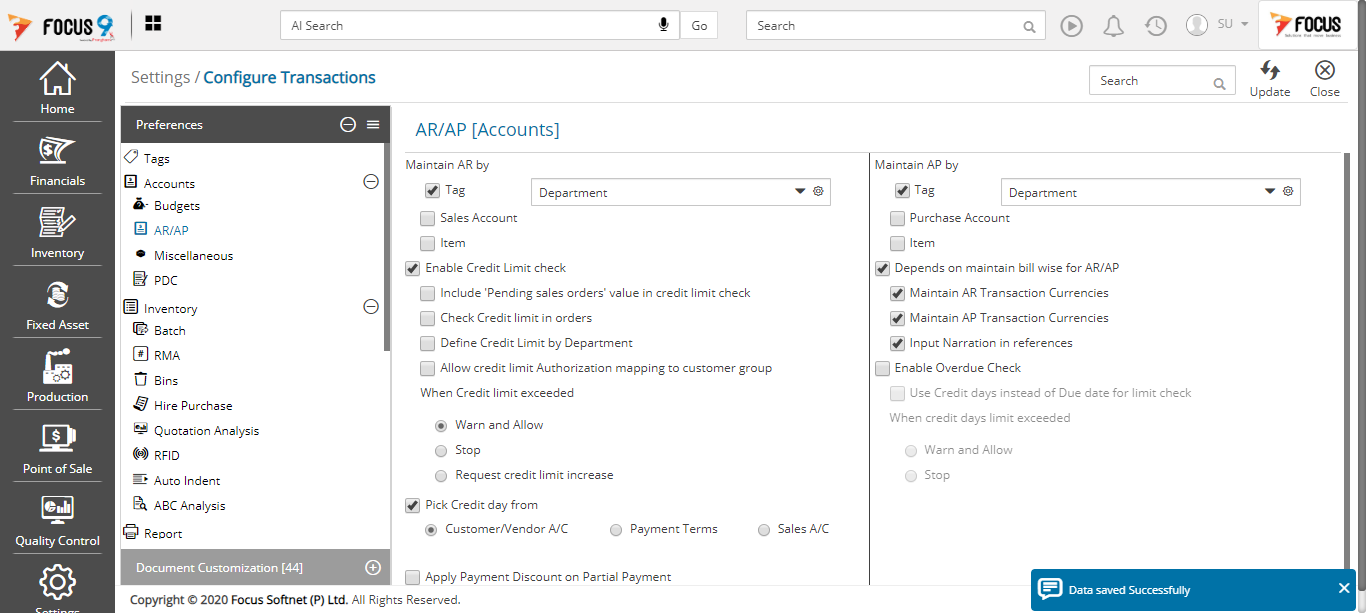 FOCUS 9
AI Search
Go
Search
SU
FOCUS
Settings / Configure Transactions
Search
Update
Close
Home
Financials
Inventory
Fixed Asset
Production
Point of Sale
Quality Control
Settings
Preferences
Tags
Accounts
Budgets
AR/AP
Miscellaneous
PDC
Inventory
Batch
RMA
Bins
Hire Purchase
Quotation Analysis
RFID
Auto Indent
ABC Analysis
Report
Document Customization [44]
AR/AP [Accounts]
Maintain AR by
Tag
Department
Sales Account
Item
Enable Credit Limit check
Include 'Pending sales orders' value in credit limit check
Check Credit limit in orders
Define Credit Limit by Department
Allow credit limit Authorization mapping to customer group
When Credit limit exceeded
Warn and Allow
Stop
Request credit limit increase
Pick Credit day from
Customer/Vendor A/C
Payment Terms
Sales A/C
Apply Payment Discount on Partial Payment
Maintain AP by
Tag
Department
Purchase Account
Item
Depends on maintain bill wise for AR/AP
Maintain AR Transaction Currencies
Maintain AP Transaction Currencies
Input Narration in references
Enable Overdue Check
Use Credit days instead of Due date for limit check
When credit days limit exceeded
Warn and Allow
Stop
Data saved Successfully
Copyright © 2020 Focus Softnet (P) Ltd. All Rights Reserved.